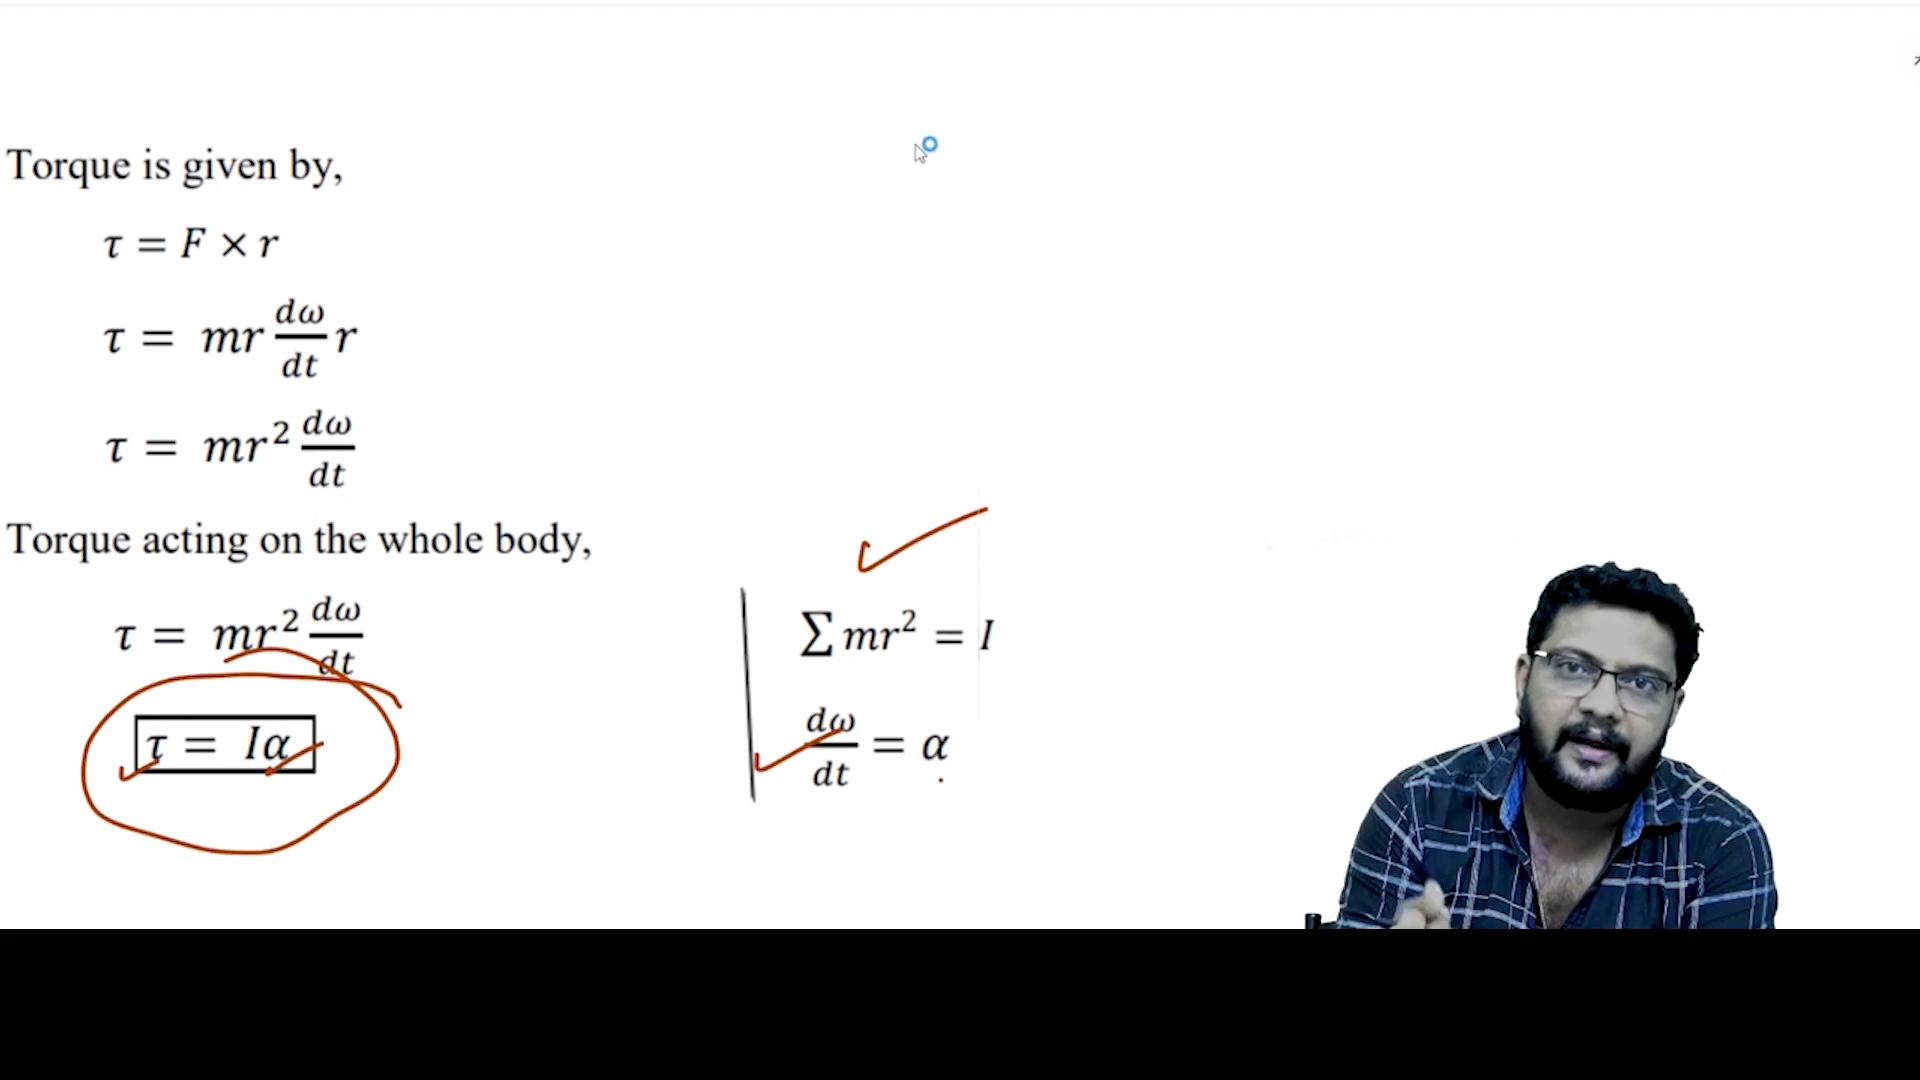 Torque is given by,
τ = F × r
τ = mr dω/dt r
τ = mr² dω/dt
Torque acting on the whole body,
τ = mr² dω/dt
∑ mr² = I
τ = Iα
dω/dt = α